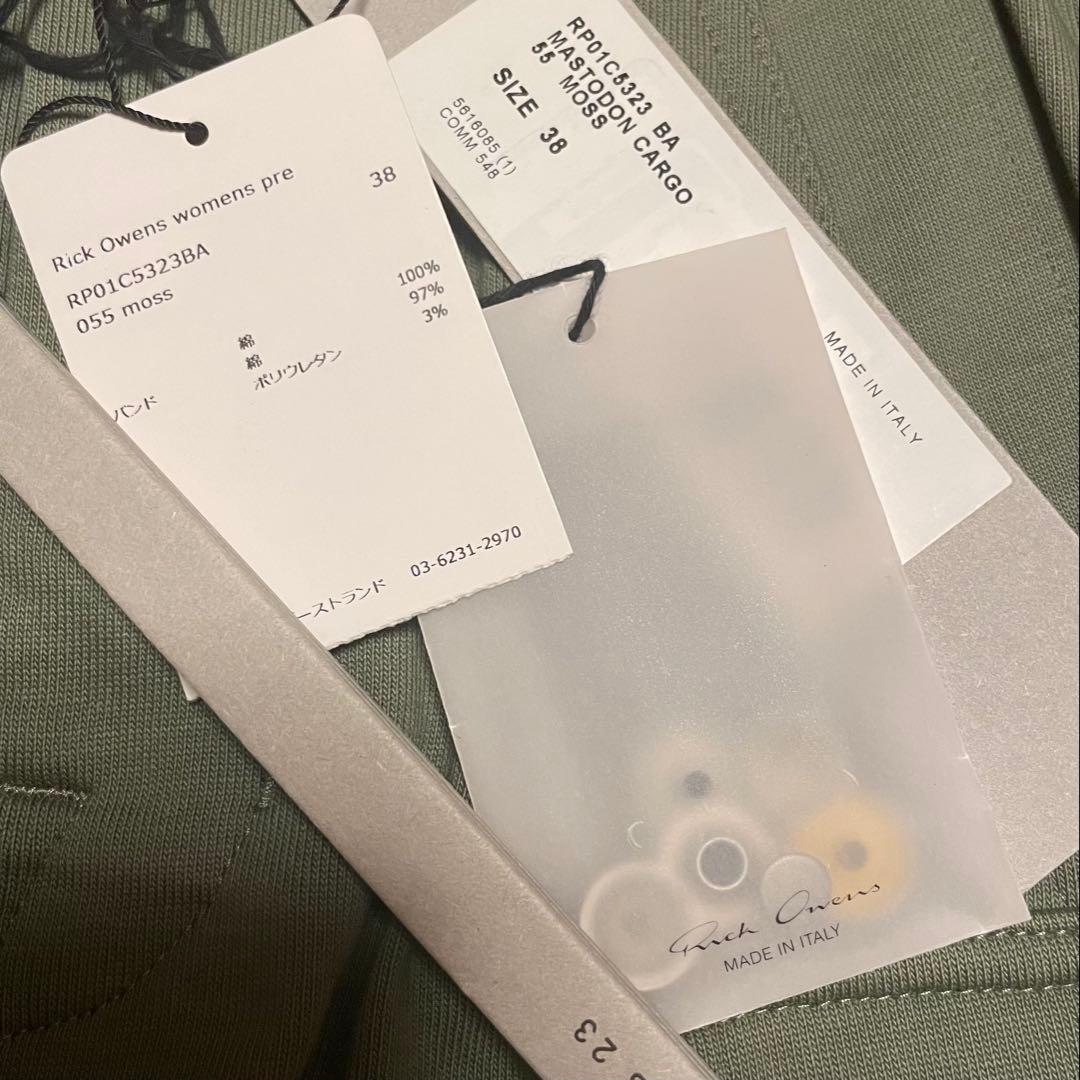 Rick Owens womens pre
38
RP01C5323BA
055 moss
綿 100%
綿 97%
ポリウレタン 3%
バンド
ーストランド 03-6231-2970
RP01C5323 BA
MASTODON CARGO
55 MOSS
SIZE 38
5616085 (1)
COMM 548
MADE IN ITALY
Rick Owens
MADE IN ITALY
23